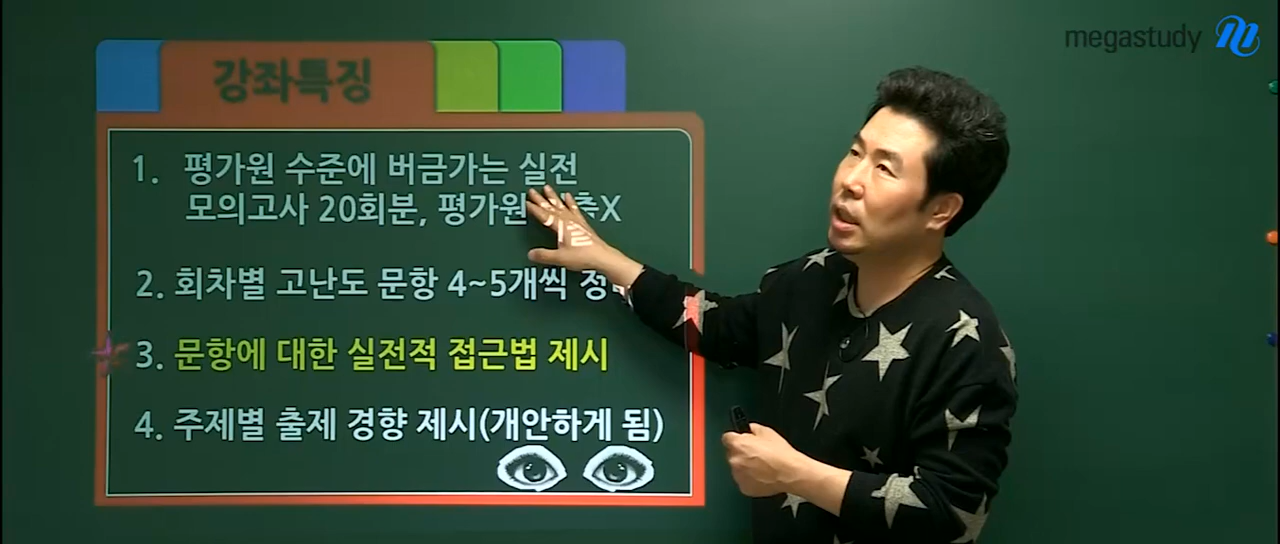 megastudy
강좌특징
1. 평가원 수준에 버금가는 실전
모의고사 20회분, 평가원
2. 회차별 고난도 문항 4~5개씩
3. 문항에 대한 실전적 접근법 제시
4. 주제별 출제 경향 제시(개안하게 됨)